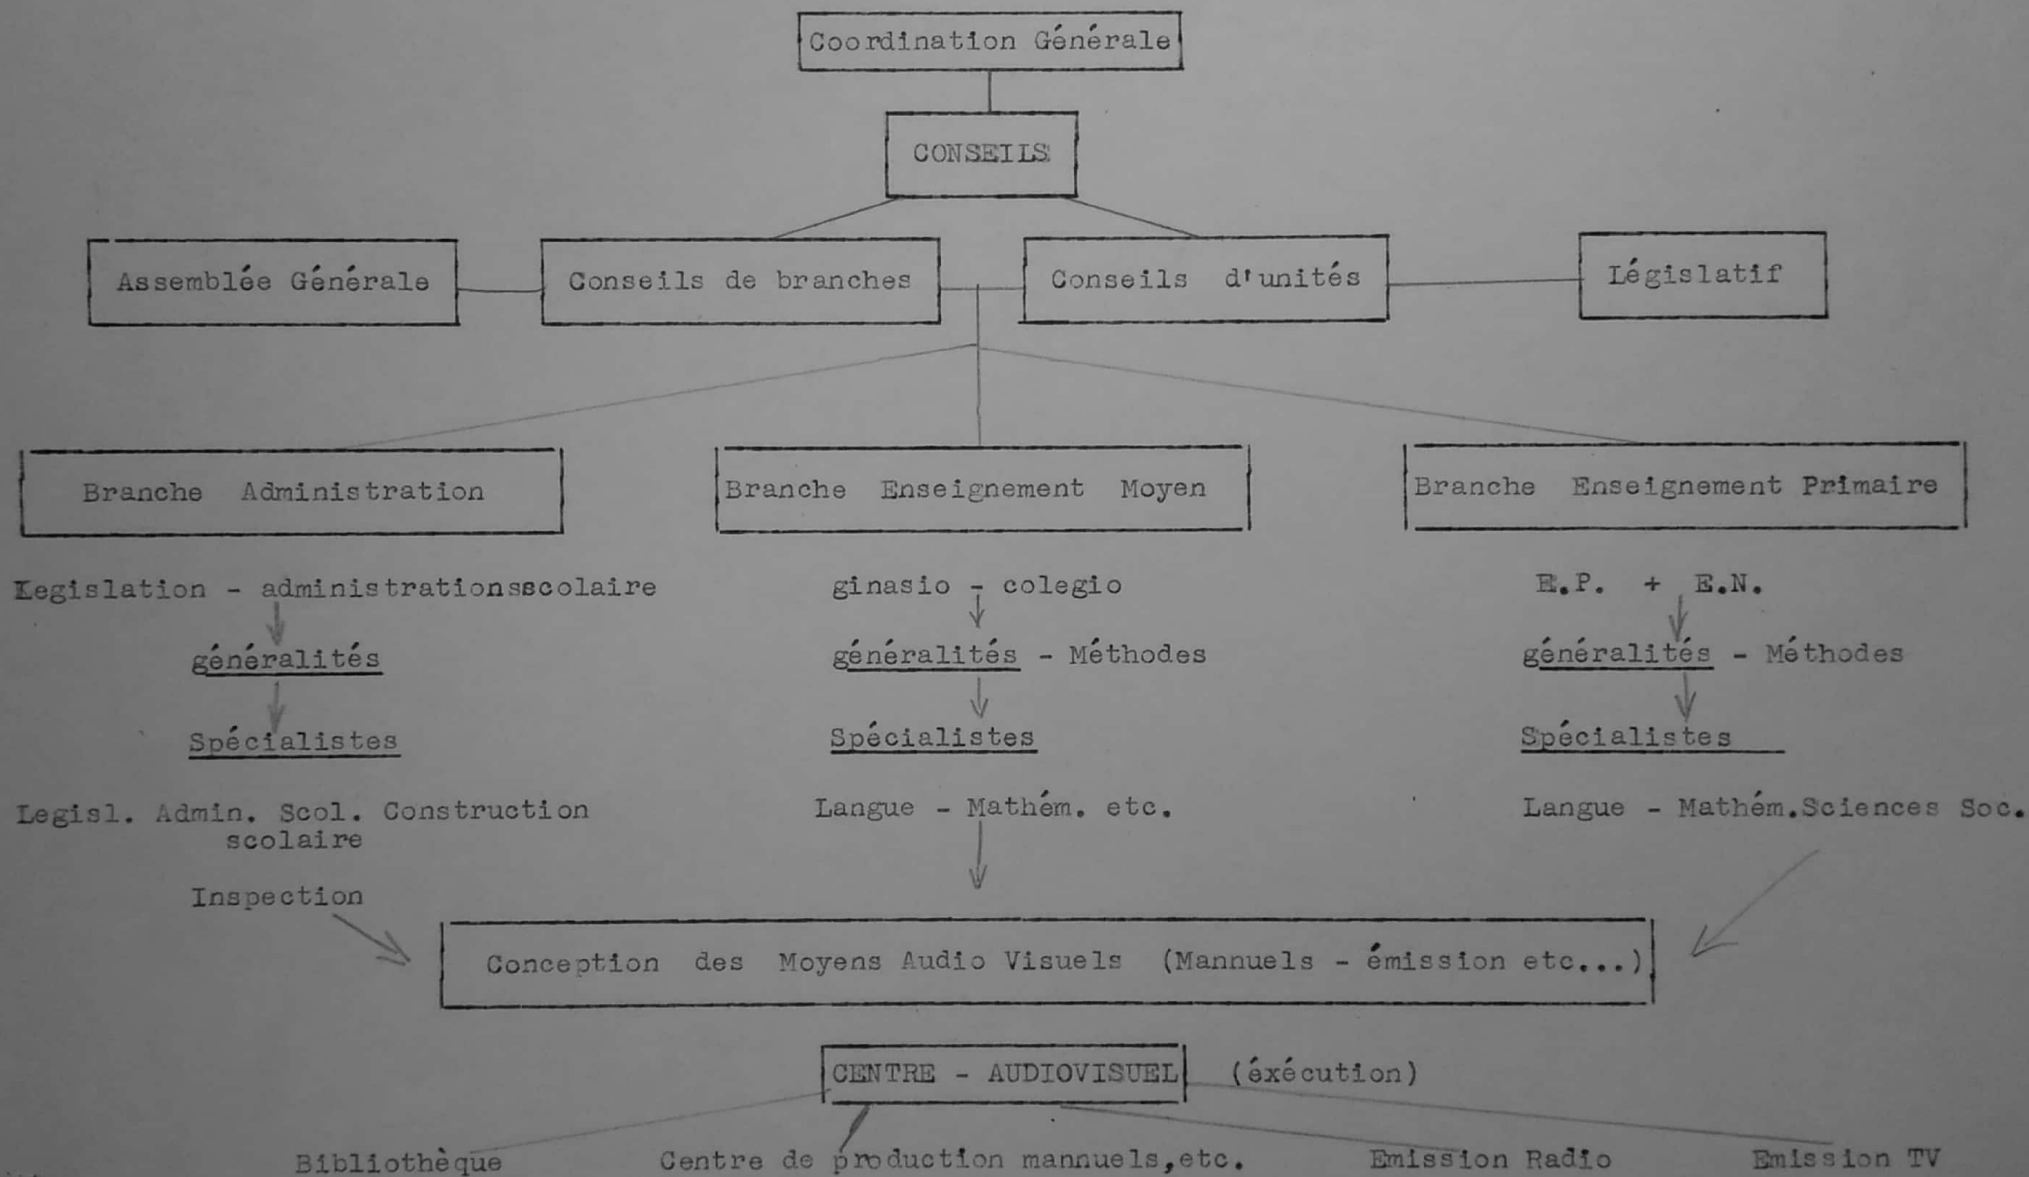 Coordination Générale
CONSEILS
Assemblée Générale
Conseils de branches
Conseils d'unités
Législatif
Branche Administration
Branche Enseignement Moyen
Branche Enseignement Primaire
Legislation - administrationsscolaire
ginasio - colegio
E.P. + E.N.
généralités
généralités - Méthodes
généralités - Méthodes
Spécialistes
Spécialistes
Spécialistes
Legisl. Admin. Scol. Construction
scolaire
Langue - Mathém. etc.
Langue - Mathém.Sciences Soc.
Inspection
Conception des Moyens Audio Visuels (Mannuels - émission etc...)
CENTRE - AUDIOVISUEL (éxécution)
Bibliothèque
Centre de production mannuels,etc.
Emission Radio
Emission TV